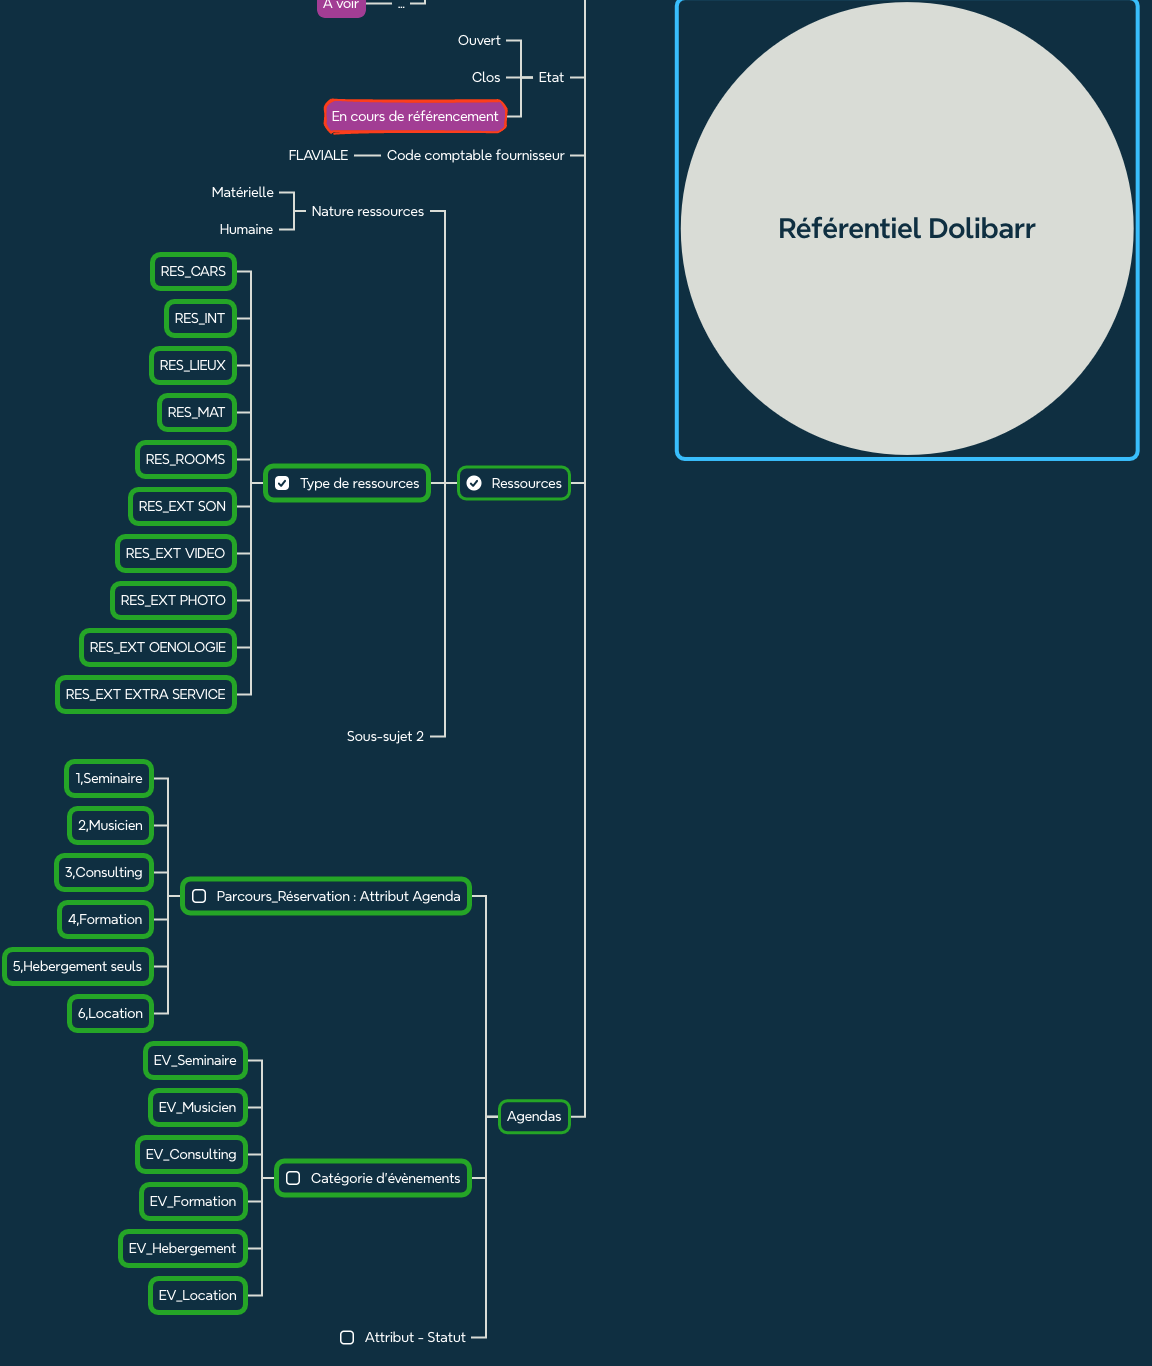 A voir
...
Ouvert
Clos
Etat
En cours de référencement
FLAVIALE
Code comptable fournisseur
Matérielle
Nature ressources
Humaine
RES_CARS
RES_INT
RES_LIEUX
RES_MAT
RES_ROOMS
RES_EXT SON
RES_EXT VIDEO
RES_EXT PHOTO
RES_EXT OENOLOGIE
RES_EXT EXTRA SERVICE
Type de ressources
Ressources
Sous-sujet 2
1,Seminaire
2,Musicien
3,Consulting
4,Formation
5,Hebergement seuls
6,Location
Parcours_Réservation : Attribut Agenda
EV_Seminaire
EV_Musicien
EV_Consulting
EV_Formation
EV_Hebergement
EV_Location
Catégorie d'évènements
Agendas
Attribut - Statut
Référentiel Dolibarr